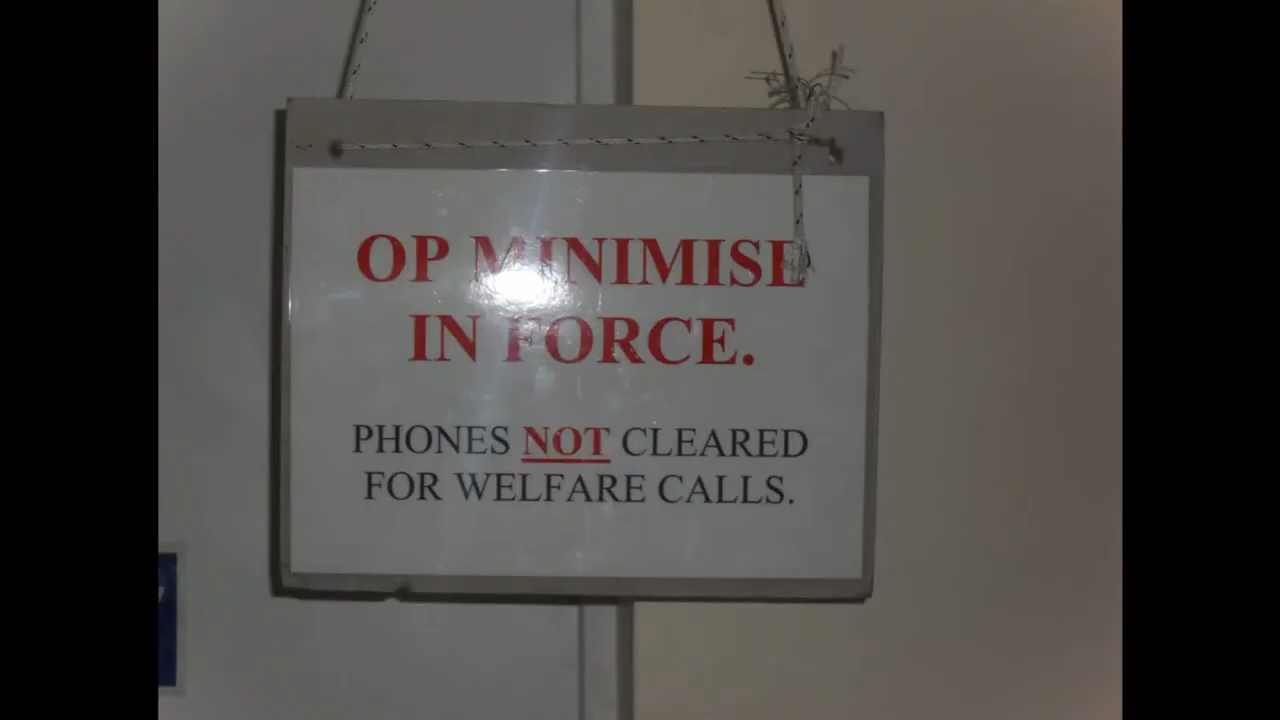 OP MINIMISE
IN FORCE.
PHONES NOT CLEARED
FOR WELFARE CALLS.